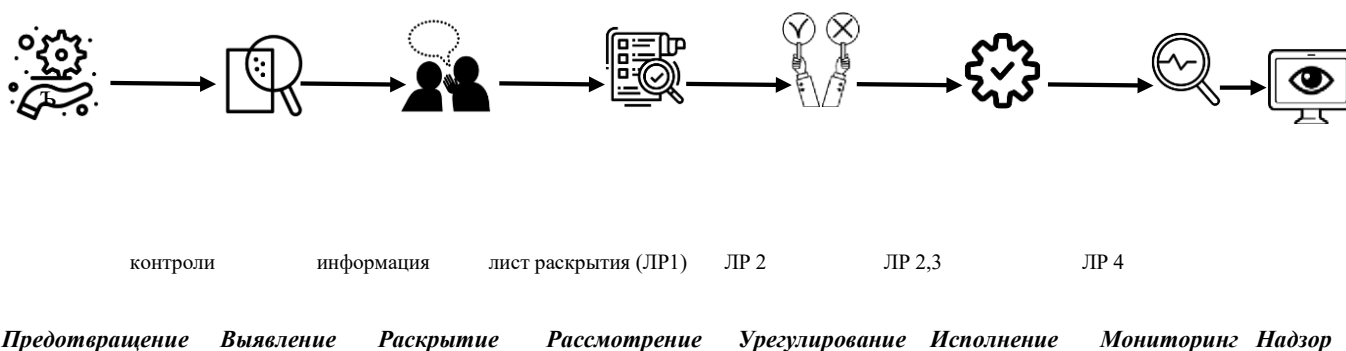 контроли информация лист раскрытия (ЛР1) ЛР 2 ЛР 2,3 ЛР 4
Предотвращение Выявление Раскрытие Рассмотрение Урегулирование Исполнение Мониторинг Надзор